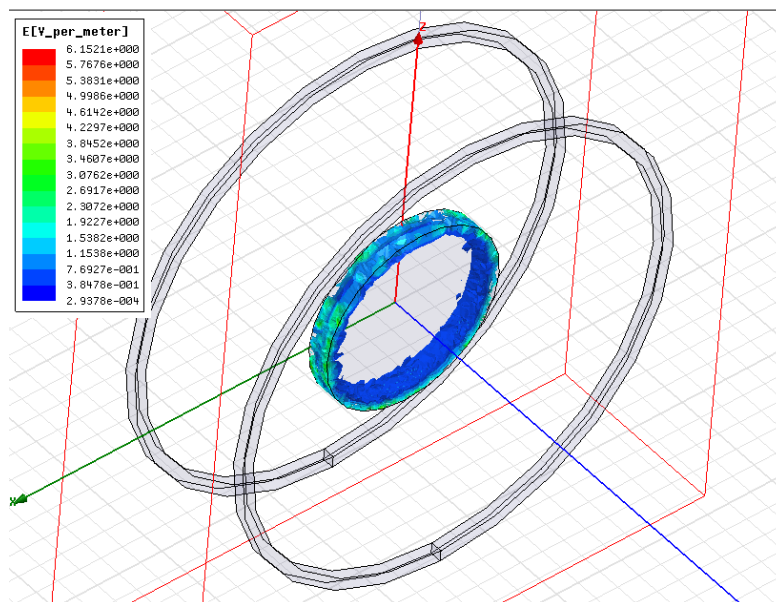 E[V_per_meter]
6.1521e+000
5.7676e+000
5.3831e+000
4.9986e+000
4.6142e+000
4.2297e+000
3.8452e+000
3.4607e+000
3.0762e+000
2.6917e+000
2.3072e+000
1.9227e+000
1.5382e+000
1.1538e+000
7.6927e-001
3.8478e-001
2.9378e-004
Z
X